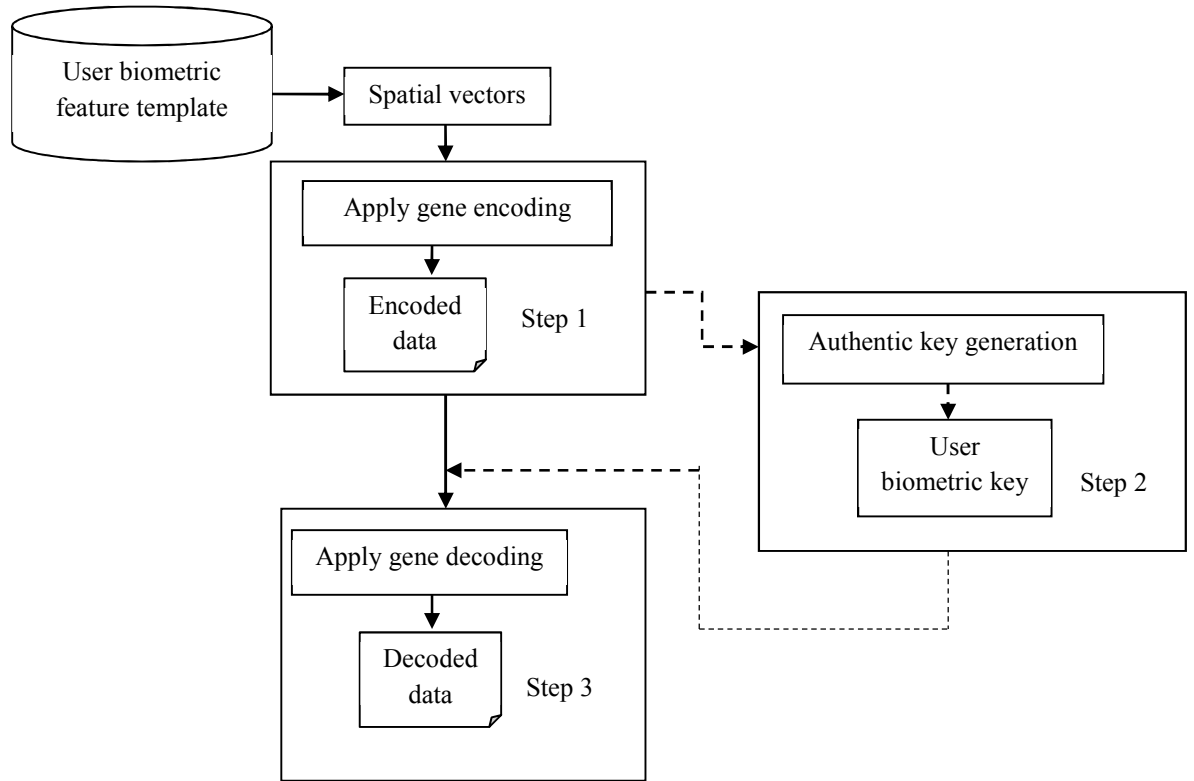 User biometric
feature template
Spatial vectors
Apply gene encoding
Encoded
data
Step 1
Authentic key generation
User
biometric key
Step 2
Apply gene decoding
Decoded
data
Step 3